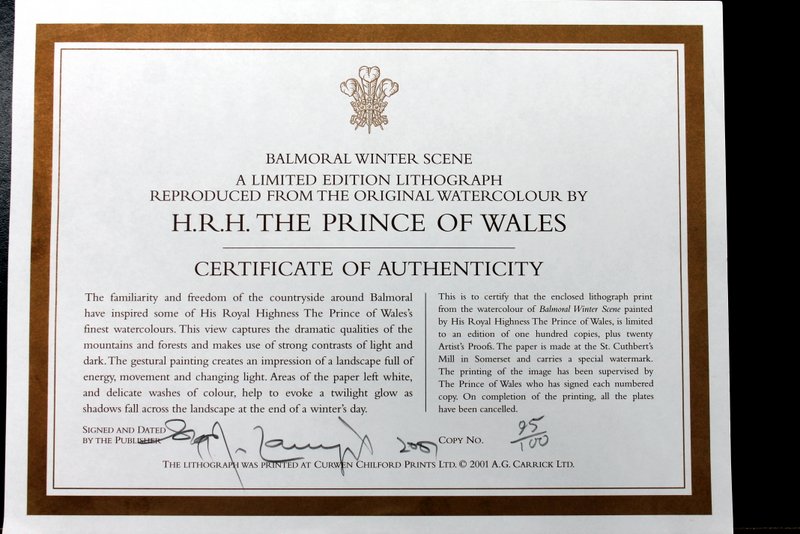 BALMORAL WINTER SCENE
A LIMITED EDITION LITHOGRAPH
REPRODUCED FROM THE ORIGINAL WATERCOLOUR BY
H.R.H. THE PRINCE OF WALES
CERTIFICATE OF AUTHENTICITY
The familiarity and freedom of the countryside around Balmoral
have inspired some of His Royal Highness The Prince of Wales's
finest watercolours. This view captures the dramatic qualities of the
mountains and forests and makes use of strong contrasts of light and
dark. The gestural painting creates an impression of a landscape full of
energy, movement and changing light. Areas of the paper left white,
and delicate washes of colour, help to evoke a twilight glow as
shadows fall across the landscape at the end of a winter's day.
This is to certify that the enclosed lithograph print
from the watercolour of Balmoral Winter Scene painted
by His Royal Highness The Prince of Wales, is limited
to an edition of one hundred copies, plus twenty
Artist's Proofs. The paper is made at the St. Cuthbert's
Mill in Somerset and carries a special watermark.
The printing of the image has been supervised by
The Prince of Wales who has signed each numbered
copy. On completion of the printing, all the plates
have been cancelled.
SIGNED AND DATED
BY THE PUBLISHER 2001
COPY NO. 95/100
THE LITHOGRAPH WAS PRINTED AT CURWEN CHILFORD PRINTS LTD. © 2001 A.G. CARRICK LTD.